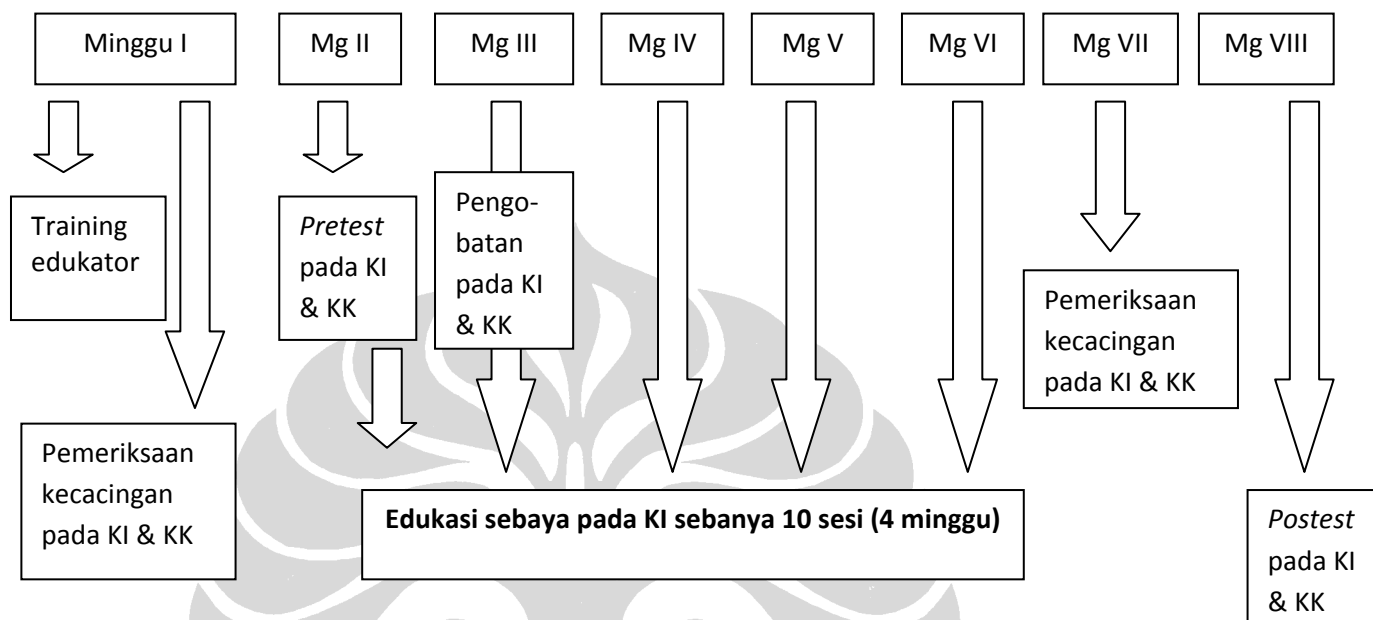 Minggu I
Mg II
Mg III
Mg IV
Mg V
Mg VI
Mg VII
Mg VIII
Training
edukator
Pretest
pada KI
& KK
Pengo-
batan
pada KI
& KK
Pemeriksaan
kecacingan
pada KI & KK
Pemeriksaan
kecacingan
pada KI & KK
Edukasi sebaya pada KI sebanya 10 sesi (4 minggu)
Postest
pada KI
& KK